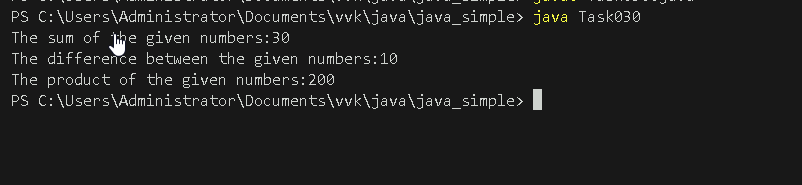 PS C:\Users\Administrator\Documents\vvk\java\java_simple> java Task030
The sum of the given numbers:30
The difference between the given numbers:10
The product of the given numbers:200
PS C:\Users\Administrator\Documents\vvk\java\java_simple>